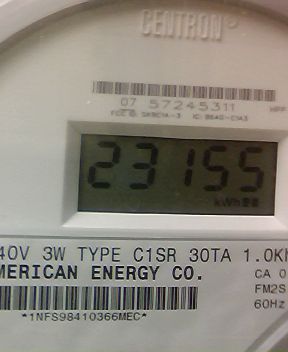 CENTRON
07 57245311
23155
kWh
40V 3W TYPE C1SR 30TA 1.0K
MERICAN ENERGY CO.
CA 0
FM2S
60Hz
*1NFS98410366MEC*